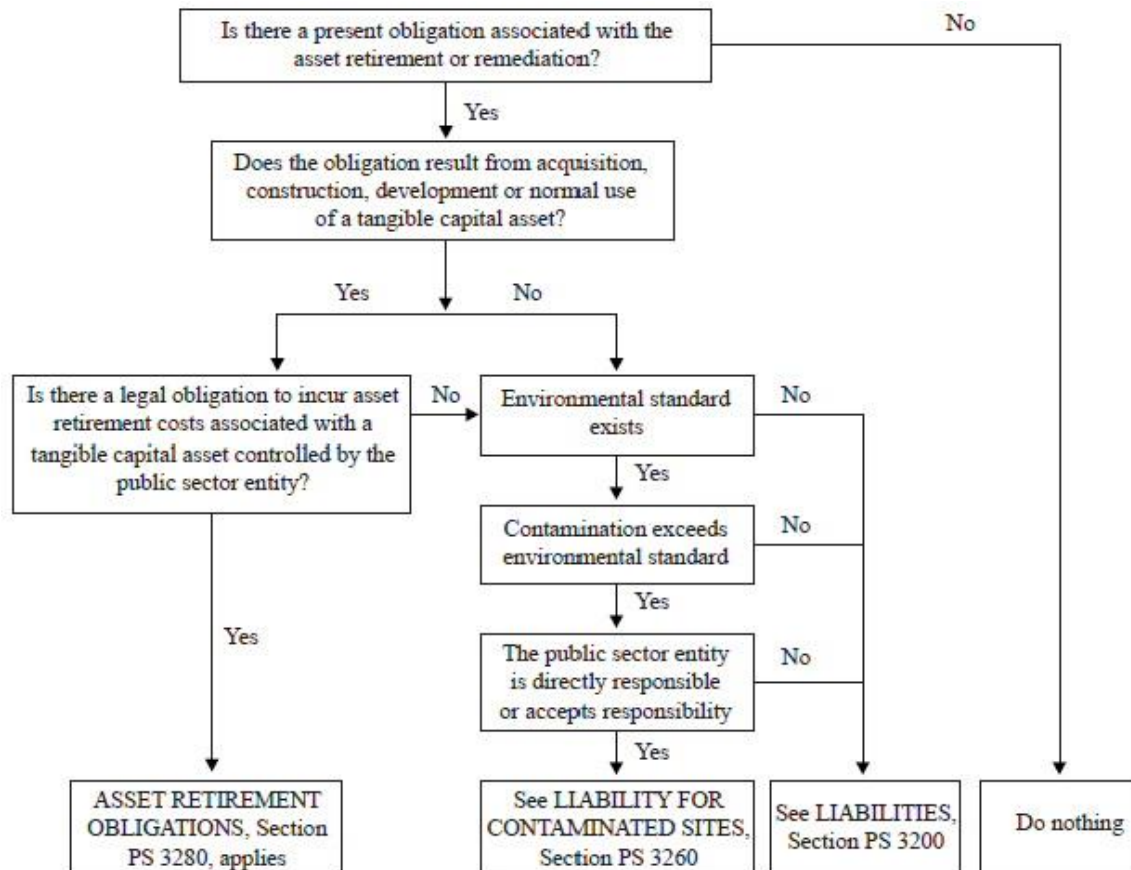 Is there a present obligation associated with the
asset retirement or remediation?
No
Yes
Does the obligation result from acquisition,
construction, development or normal use
of a tangible capital asset?
Yes
No
Is there a legal obligation to incur asset
retirement costs associated with a
tangible capital asset controlled by the
public sector entity?
No
Environmental standard
exists
No
Yes
Contamination exceeds
environmental standard
No
Yes
Yes
The public sector entity
is directly responsible
or accepts responsibility
No
Yes
ASSET RETIREMENT
OBLIGATIONS, Section
PS 3280, applies
See LIABILITY FOR
CONTAMINATED SITES,
Section PS 3260
See LIABILITIES,
Section PS 3200
Do nothing